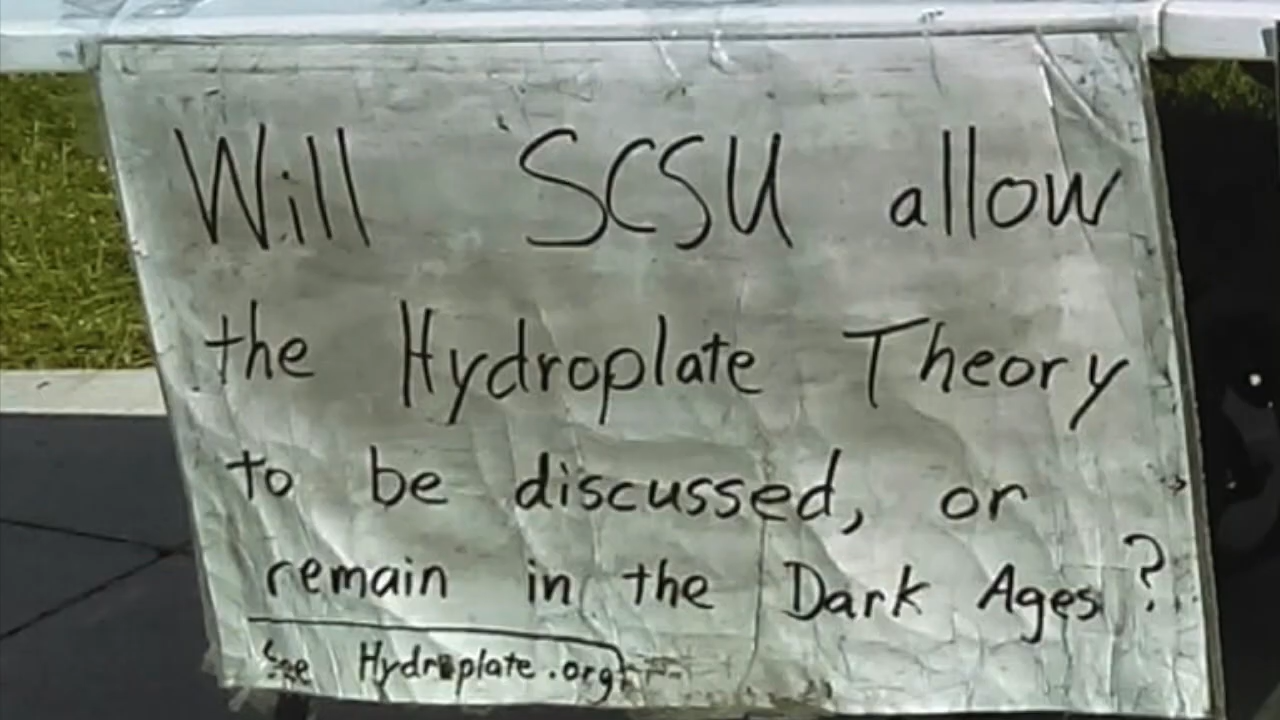 Will SCSU allow
the Hydroplate Theory
to be discussed, or
remain in the Dark Ages?
See Hydroplate.org